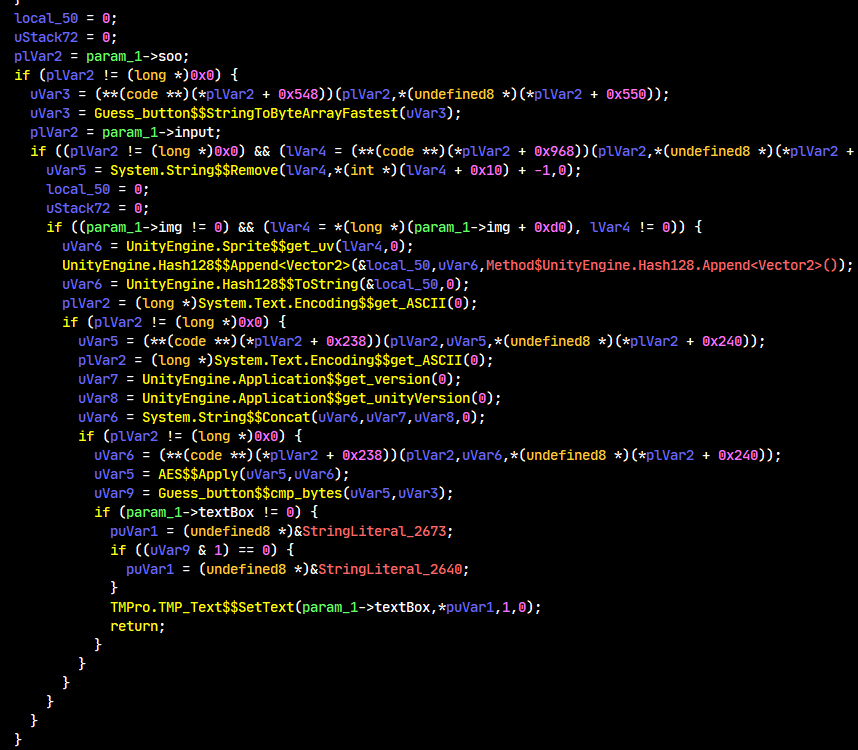 }
local_50 = 0;
uStack72 = 0;
plVar2 = param_1->soo;
if (plVar2 != (long *)0x0) {
uVar3 = (**(code **)(*plVar2 + 0x548))(plVar2,*(undefined8 *)(*plVar2 + 0x550));
uVar3 = Guess_button$$StringToByteArrayFastest(uVar3);
plVar2 = param_1->input;
if ((plVar2 != (long *)0x0) && (lVar4 = (**(code **)(*plVar2 + 0x968))(plVar2,*(undefined8 *)(*plVar2 +
uVar5 = System.String$$Remove(lVar4,*(int *)(lVar4 + 0x10) + -1,0);
local_50 = 0;
uStack72 = 0;
if ((param_1->img != 0) && (lVar4 = *(long *)(param_1->img + 0xd0), lVar4 != 0)) {
uVar6 = UnityEngine.Sprite$$get_uv(lVar4,0);
UnityEngine.Hash128$$Append<Vector2>(&local_50,uVar6,Method$UnityEngine.Hash128.Append<Vector2>());
uVar6 = UnityEngine.Hash128$$ToString(&local_50,0);
plVar2 = (long *)System.Text.Encoding$$get_ASCII(0);
if (plVar2 != (long *)0x0) {
uVar5 = (**(code **)(*plVar2 + 0x238))(plVar2,uVar5,*(undefined8 *)(*plVar2 + 0x240));
plVar2 = (long *)System.Text.Encoding$$get_ASCII(0);
uVar7 = UnityEngine.Application$$get_version(0);
uVar8 = UnityEngine.Application$$get_unityVersion(0);
uVar6 = System.String$$Concat(uVar6,uVar7,uVar8,0);
if (plVar2 != (long *)0x0) {
uVar6 = (**(code **)(*plVar2 + 0x238))(plVar2,uVar6,*(undefined8 *)(*plVar2 + 0x240));
uVar5 = AES$$Apply(uVar5,uVar6);
uVar9 = Guess_button$$cmp_bytes(uVar5,uVar3);
if (param_1->textBox != 0) {
puVar1 = (undefined8 *)&StringLiteral_2673;
if ((uVar9 & 1) == 0) {
puVar1 = (undefined8 *)&StringLiteral_2640;
}
TMPro.TMP_Text$$SetText(param_1->textBox,*puVar1,1,0);
return;
}
}
}
}
}
}